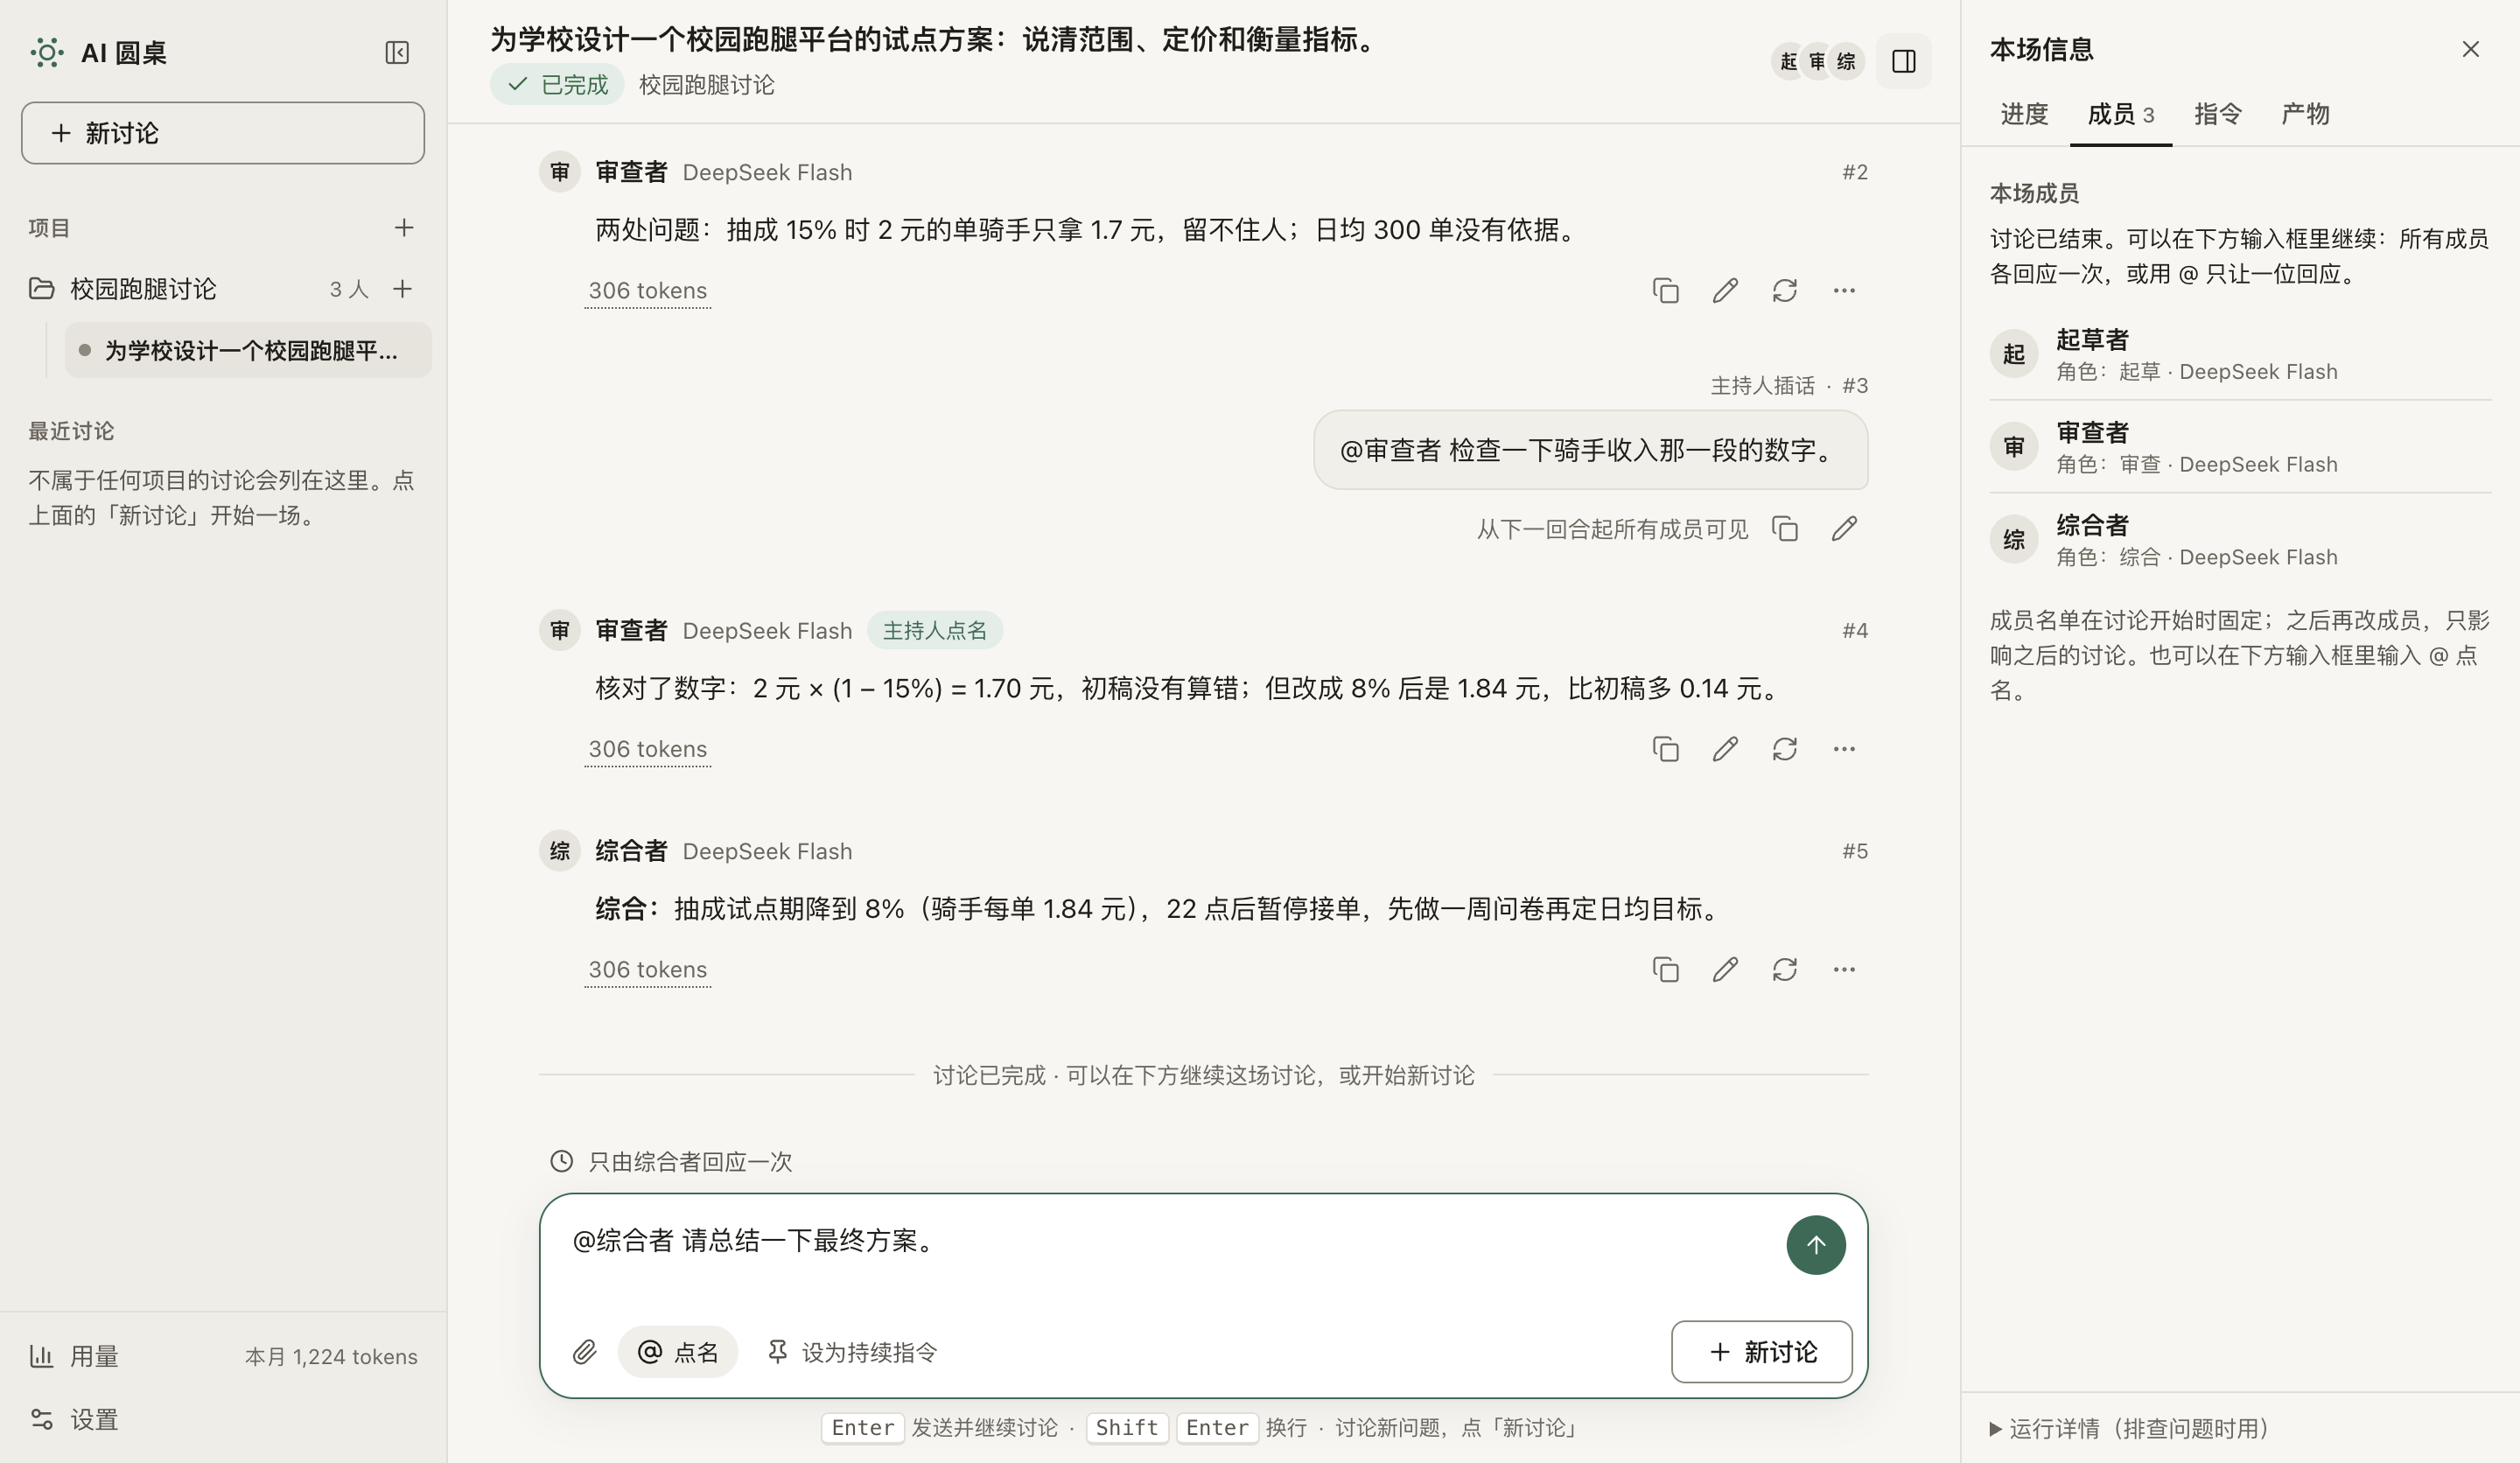 AI 圆桌
新讨论
项目
校园跑腿讨论 3 人
为学校设计一个校园跑腿平...
最近讨论
不属于任何项目的讨论会列在这里。点
上面的「新讨论」开始一场。
用量 本月 1,224 tokens
设置
为学校设计一个校园跑腿平台的试点方案：说清范围、定价和衡量指标。
已完成 校园跑腿讨论
起 审 综
审 审查者 DeepSeek Flash #2
两处问题：抽成 15% 时 2 元的单骑手只拿 1.7 元，留不住人；日均 300 单没有依据。
306 tokens
主持人插话 · #3
@审查者 检查一下骑手收入那一段的数字。
从下一回合起所有成员可见
审 审查者 DeepSeek Flash 主持人点名 #4
核对了数字：2 元 × (1 − 15%) = 1.70 元，初稿没有算错；但改成 8% 后是 1.84 元，比初稿多 0.14 元。
306 tokens
综 综合者 DeepSeek Flash #5
综合：抽成试点期降到 8%（骑手每单 1.84 元），22 点后暂停接单，先做一周问卷再定日均目标。
306 tokens
讨论已完成 · 可以在下方继续这场讨论，或开始新讨论
只由综合者回应一次
@综合者 请总结一下最终方案。
@ 点名 设为持续指令 新讨论
Enter 发送并继续讨论 · Shift Enter 换行 · 讨论新问题，点「新讨论」
本场信息
进度 成员 3 指令 产物
本场成员
讨论已结束。可以在下方输入框里继续：所有成员
各回应一次，或用 @ 只让一位回应。
起 起草者
角色：起草 · DeepSeek Flash
审 审查者
角色：审查 · DeepSeek Flash
综 综合者
角色：综合 · DeepSeek Flash
成员名单在讨论开始时固定；之后再改成员，只影
响之后的讨论。也可以在下方输入框里输入 @ 点
名。
运行详情（排查问题时用）